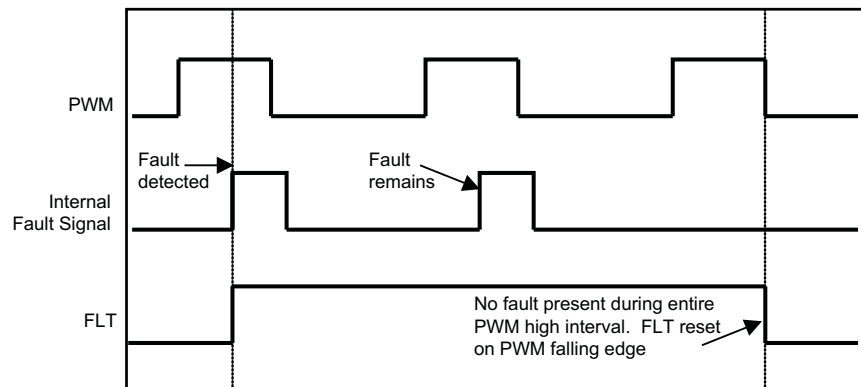 PWM
Fault
detected
Fault
remains
Internal
Fault Signal
FLT
No fault present during entire
PWM high interval.  FLT reset
on PWM falling edge